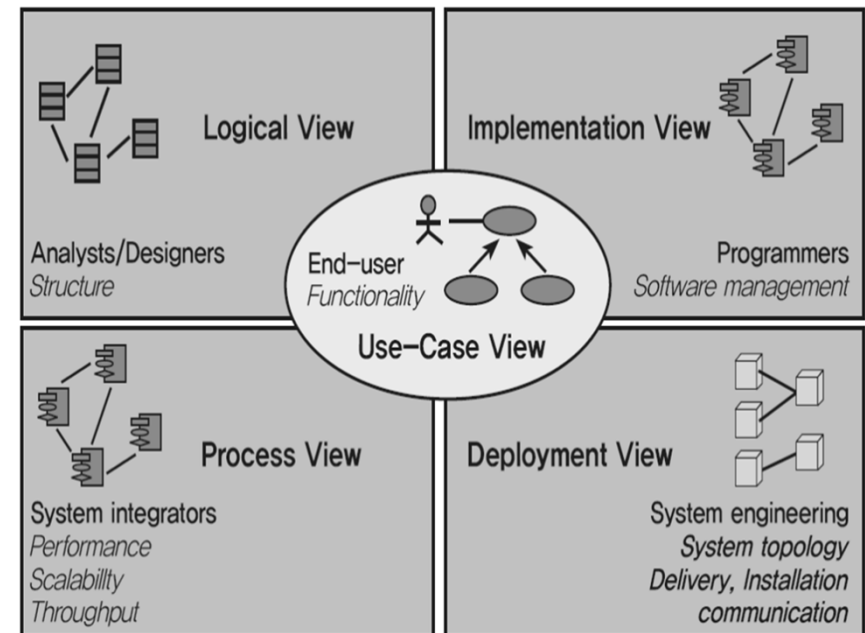 Logical View
Analysts/Designers
Structure
Implementation View
Programmers
Software management
End-user
Functionality
Use-Case View
Process View
System integrators
Performance
Scalability
Throughput
Deployment View
System engineering
System topology
Delivery, Installation
communication